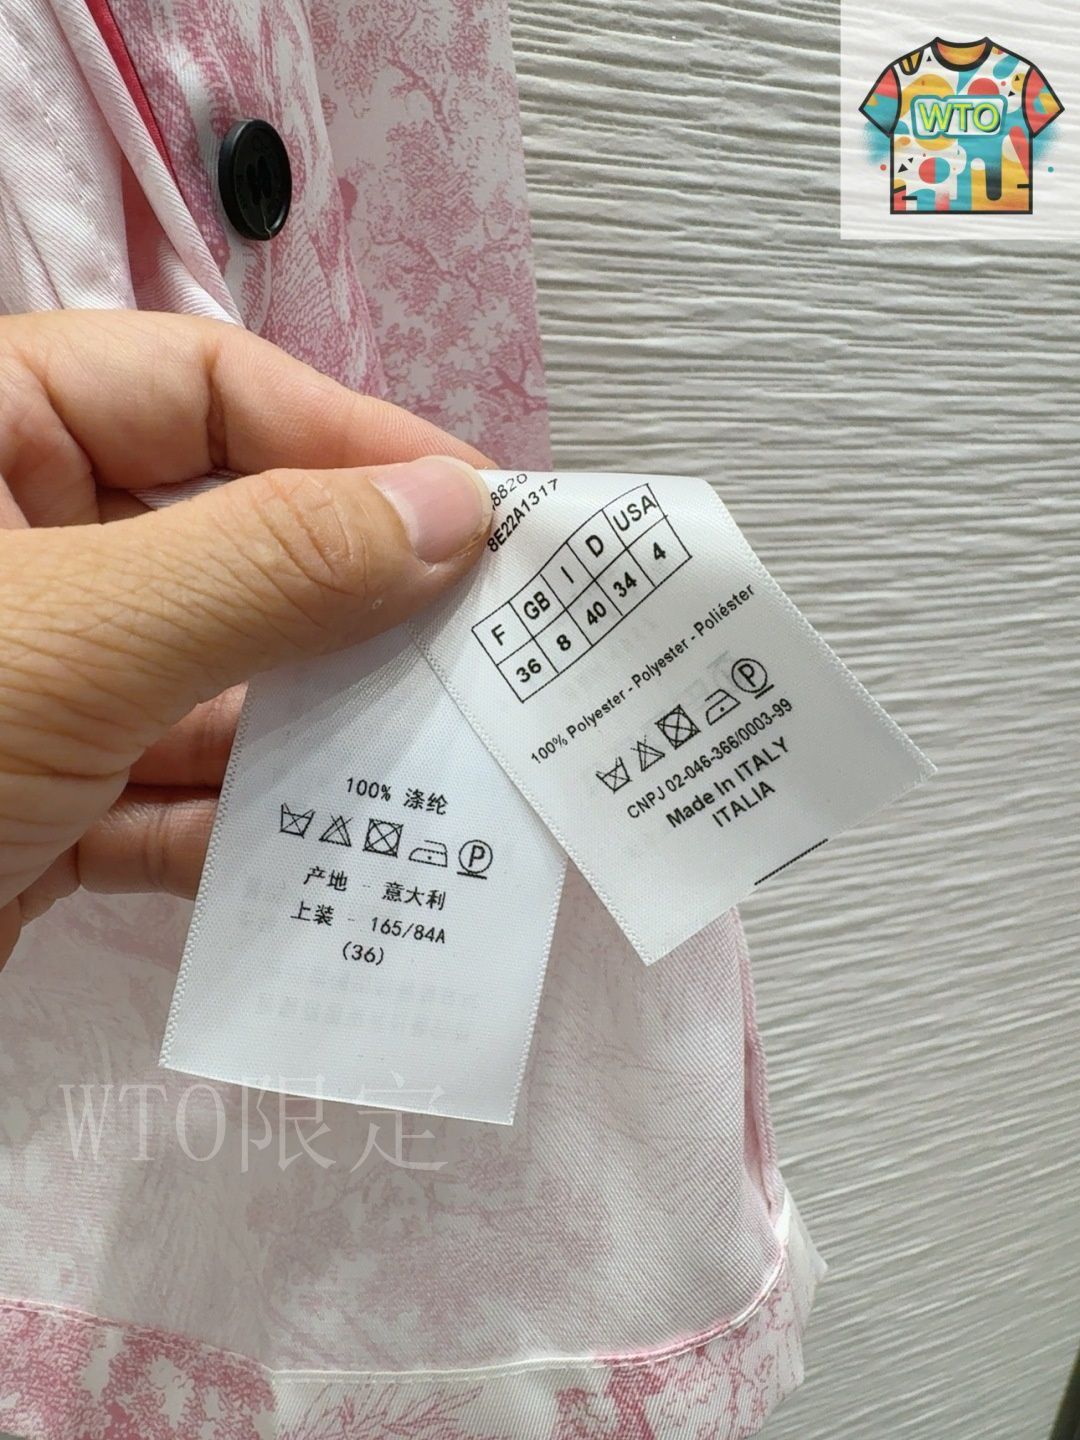 WTO
8820
8E22A1317
F GB I D USA
36 8 40 34 4
100% Polyester - Polyester - Poliéster
P
CNPJ 02-046-366/0003-99
Made In ITALY
ITALIA
100% 涤纶
P
产地 - 意大利
上装 - 165/84A
(36)
WTO限定